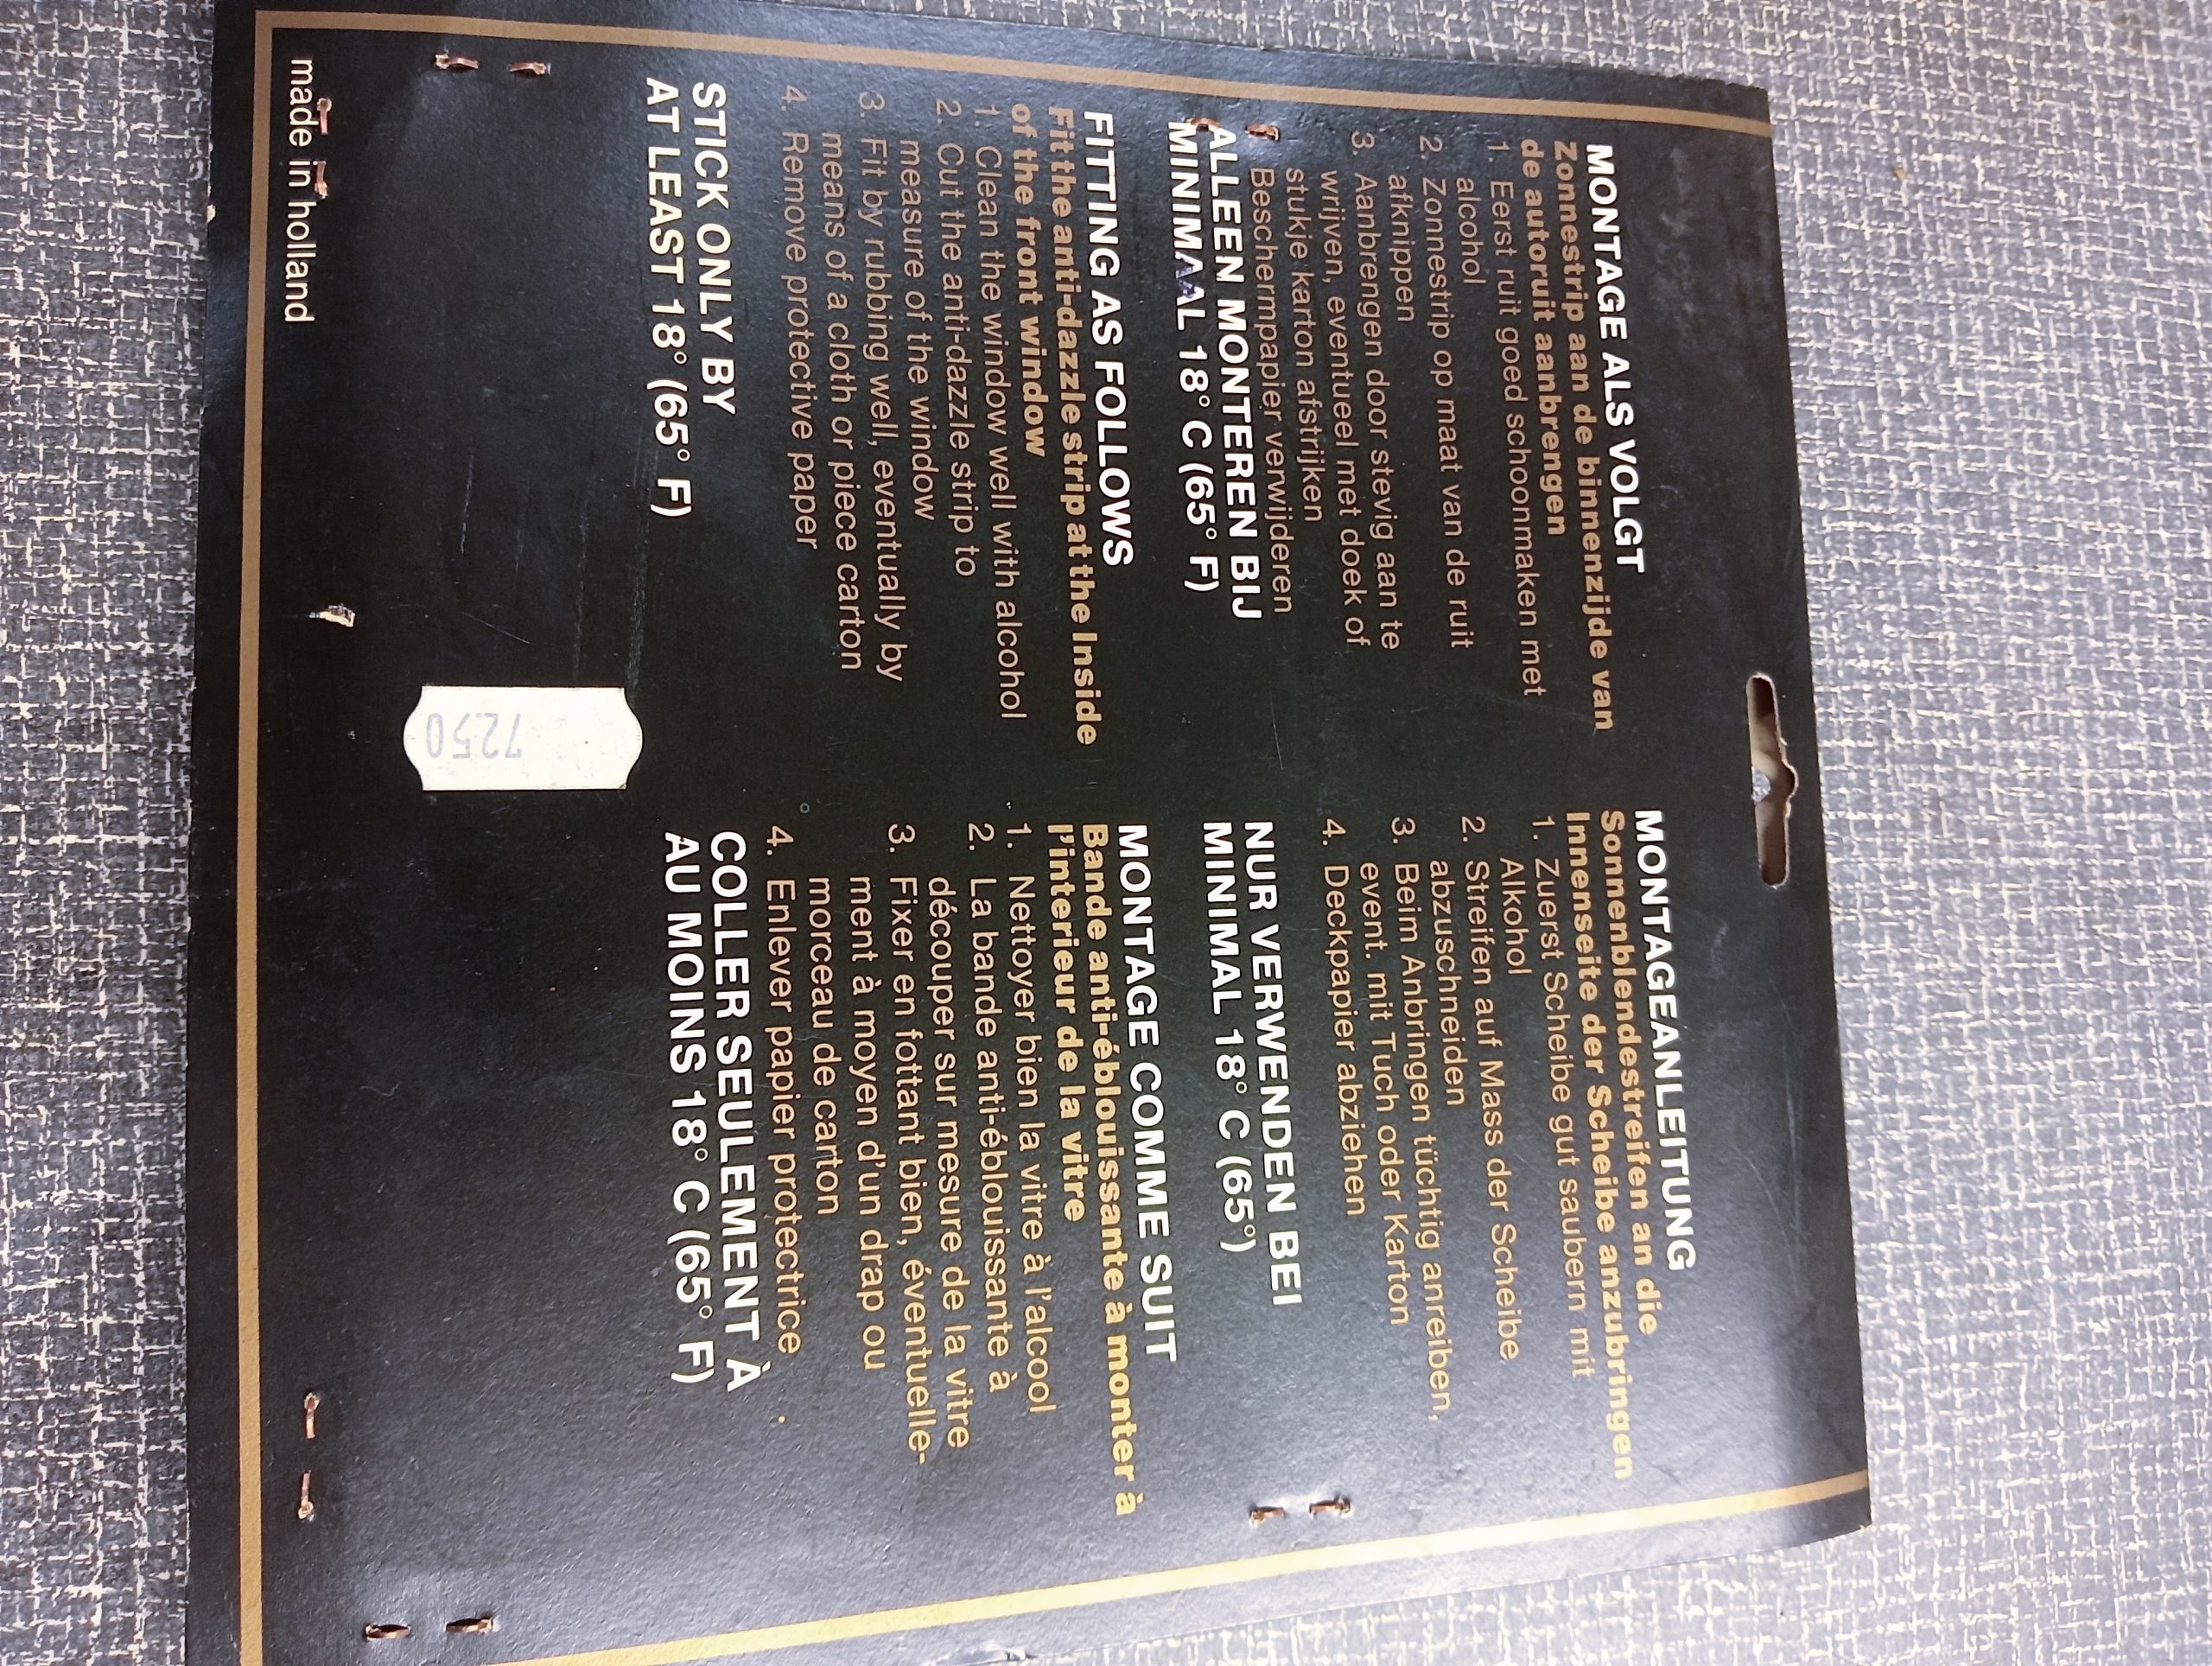 MONTAGE ALS VOLGT
Zonnestrip aan de binnenzijde van
de autoruit aanbrengen
1. Eerst ruit goed schoonmaken met
alcohol
2. Zonnestrip op maat van de ruit
afknippen
3. Aanbrengen door stevig aan te
wrijven, eventueel met doek of
stukje karton afstrijken
Beschermpapier verwijderen
ALLEEN MONTEREN BIJ
MINIMAAL 18° C (65° F)
FITTING AS FOLLOWS
Fit the anti-dazzle strip at the Inside
of the front window
1. Clean the window well with alcohol
2. Cut the anti-dazzle strip to
measure of the window
3. Fit by rubbing well, eventually by
means of a cloth or piece carton
4. Remove protective paper
STICK ONLY BY
AT LEAST 18° (65° F)
MONTAGEANLEITUNG
Sonnenblendestreifen an die
Innenseite der Scheibe anzubringen
1. Zuerst Scheibe gut saubern mit
Alkohol
2. Streifen auf Mass der Scheibe
abzuschneiden
3. Beim Anbringen tüchtig anreiben,
event. mit Tuch oder Karton
4. Deckpapier abziehen
NUR VERWENDEN BEI
MINIMAL 18° C (65°)
MONTAGE COMME SUIT
Bande anti-éblouissante à monter à
l'interieur de la vitre
1. Nettoyer bien la vitre à l'alcool
2. La bande anti-éblouissante à
découper sur mesure de la vitre
3. Fixer en fottant bien, éventuelle-
ment à moyen d'un drap ou
morceau de carton
4. Enlever papier protectrice
COLLER SEULEMENT À
AU MOINS 18° C (65° F)
7250
made in holland